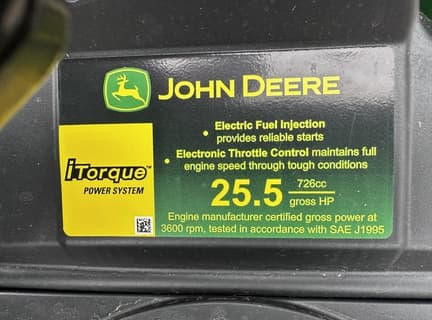 JOHN DEERE
• Electric Fuel Injection
provides reliable starts
• Electronic Throttle Control maintains full
engine speed through tough conditions
iTorque™
POWER SYSTEM
25.5 726cc
gross HP
Engine manufacturer certified gross power at
3600 rpm, tested in accordance with SAE J1995